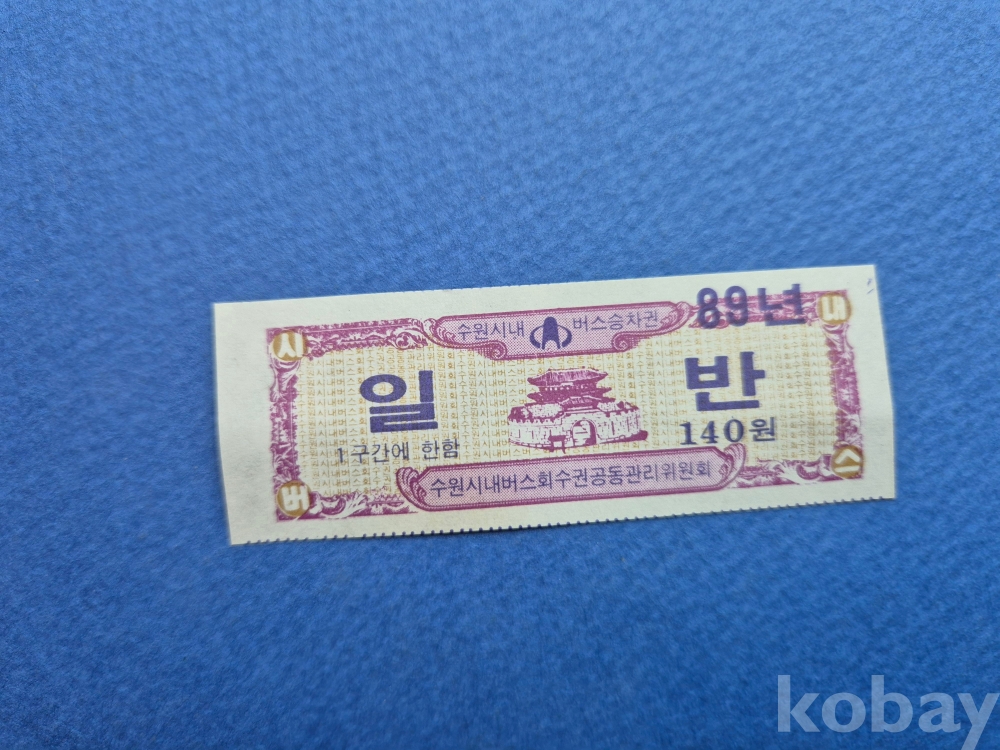 89년
수원시내 버스승차권
시 내
일 반
1구간에 한함 140원
수원시내버스회수권공동관리위원회
버 스
kobay